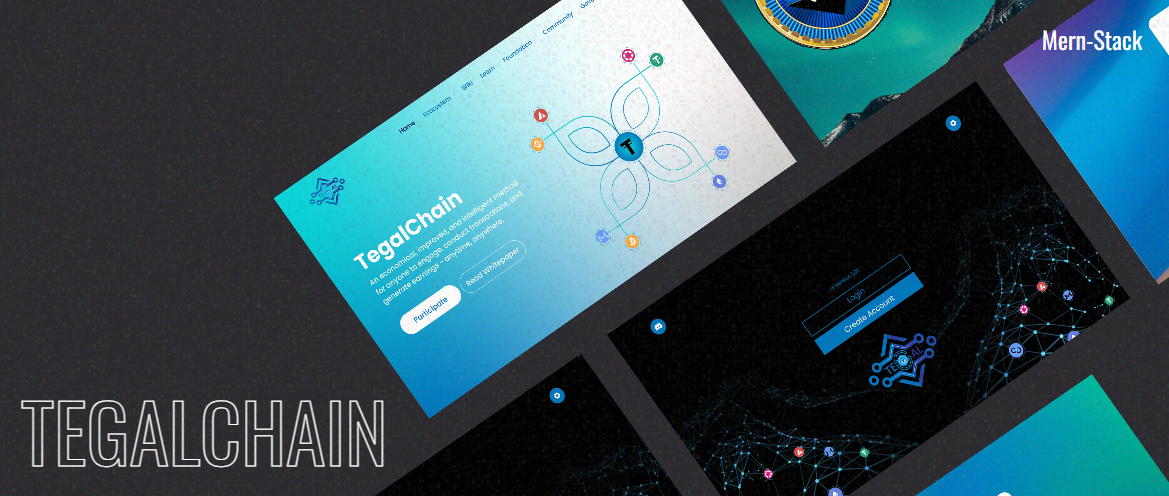 Mern-Stack
Home
Ecosystem
Wiki
Learn
Foundation
Community
TegalChain
An economical, improved, and intelligent method
for anyone to engage, conduct transactions, and
generate earnings – anytime, anywhere.
Participate
Read Whitepaper
Login
Create Account
TEGALCHAIN